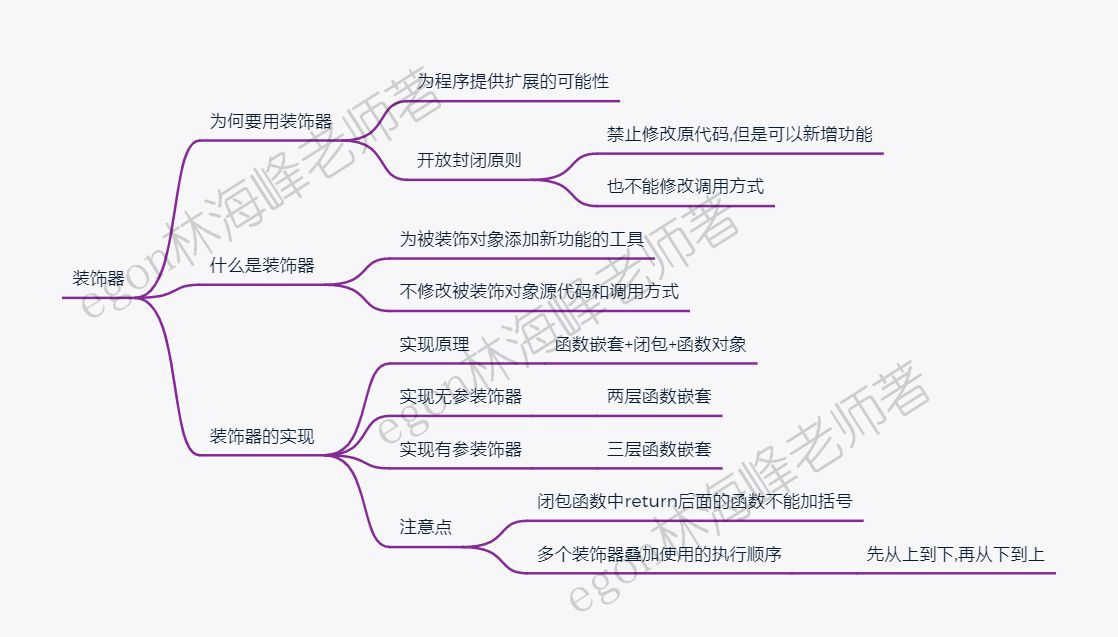 为程序提供扩展的可能性
为何要用装饰器
禁止修改原代码,但是可以新增功能
开放封闭原则
也不能修改调用方式
为被装饰对象添加新功能的工具
什么是装饰器
装饰器
不修改被装饰对象源代码和调用方式
实现原理 函数嵌套+闭包+函数对象
实现无参装饰器 两层函数嵌套
装饰器的实现
实现有参装饰器 三层函数嵌套
闭包函数中return后面的函数不能加括号
注意点
多个装饰器叠加使用的执行顺序 先从上到下,再从下到上
egon林海峰老师著
egon林海峰老师著
egon林海峰老师著